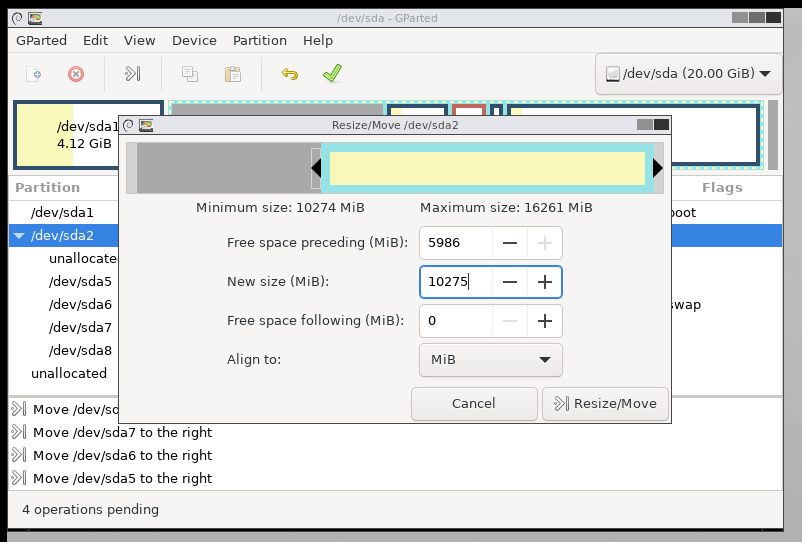 /dev/sda - GParted
GParted Edit View Device Partition Help
/dev/sda (20.00 GiB)
/dev/sda1
4.12 GiB
Resize/Move /dev/sda2
Minimum size: 10274 MiB Maximum size: 16261 MiB
Free space preceding (MiB): 5986
New size (MiB): 10275
Free space following (MiB): 0
Align to: MiB
Cancel Resize/Move
Partition Flags
/dev/sda1 boot
/dev/sda2
unallocate
/dev/sda5
/dev/sda6 swap
/dev/sda7
/dev/sda8
unallocated
Move /dev/sd
Move /dev/sda7 to the right
Move /dev/sda6 to the right
Move /dev/sda5 to the right
4 operations pending